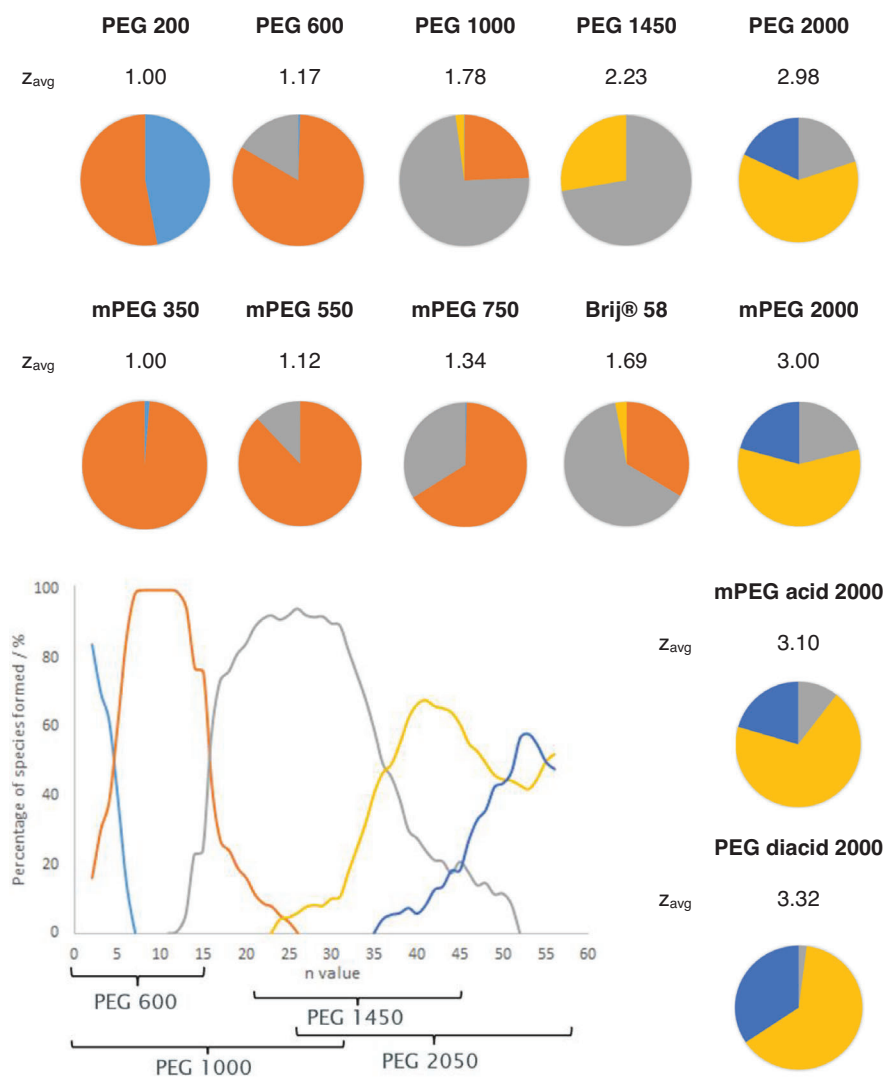 PEG 200 PEG 600 PEG 1000 PEG 1450 PEG 2000
zavg 1.00 1.17 1.78 2.23 2.98
mPEG 350 mPEG 550 mPEG 750 Brij® 58 mPEG 2000
zavg 1.00 1.12 1.34 1.69 3.00
Percentage of species formed / %
100
80
60
40
20
0
0 5 10 15 20 25 30 35 40 45 50 55 60
n value
PEG 600
PEG 1450
PEG 1000
PEG 2050
mPEG acid 2000
zavg 3.10
PEG diacid 2000
zavg 3.32